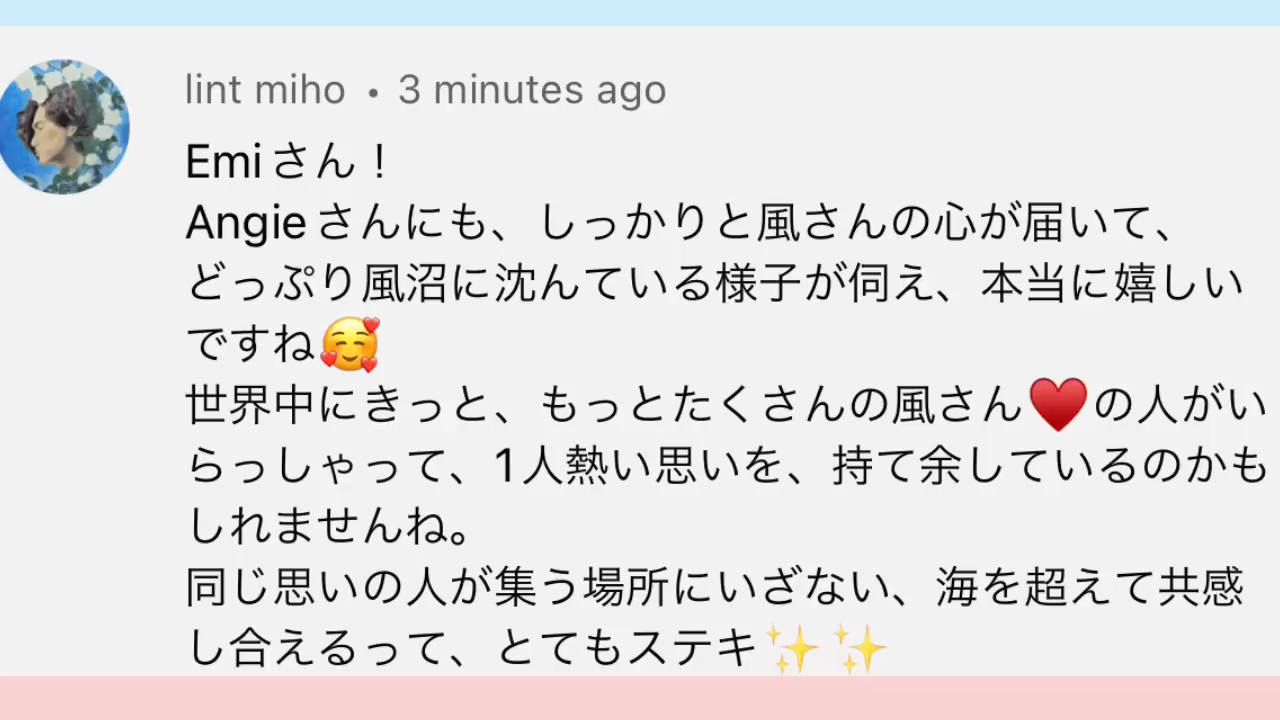 lint miho • 3 minutes ago
Emiさん！
Angieさんにも、しっかりと風さんの心が届いて、
どっぷり風沼に沈んている様子が伺え、本当に嬉しい
ですね🥰
世界中にきっと、もっとたくさんの風さん♥️の人がい
らっしゃって、1人熱い思いを、持て余しているのかも
しれませんね。
同じ思いの人が集う場所にいざない、海を超えて共感
し合えるって、とてもステキ✨✨